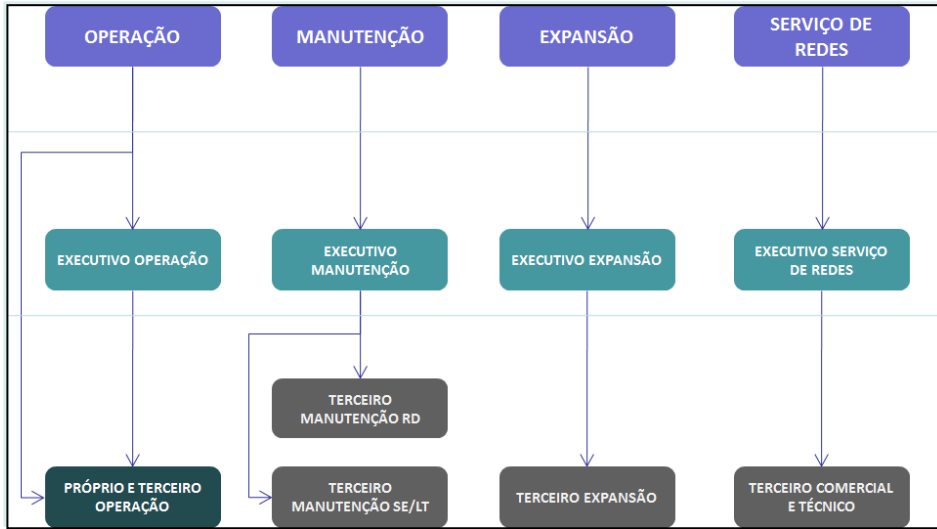 OPERAÇÃO
MANUTENÇÃO
EXPANSÃO
SERVIÇO DE
REDES
EXECUTIVO OPERAÇÃO
EXECUTIVO
MANUTENÇÃO
EXECUTIVO EXPANSÃO
EXECUTIVO SERVIÇO
DE REDES
TERCEIRO
MANUTENÇÃO RD
PRÓPRIO E TERCEIRO
OPERAÇÃO
TERCEIRO
MANUTENÇÃO SE/LT
TERCEIRO EXPANSÃO
TERCEIRO COMERCIAL
E TÉCNICO